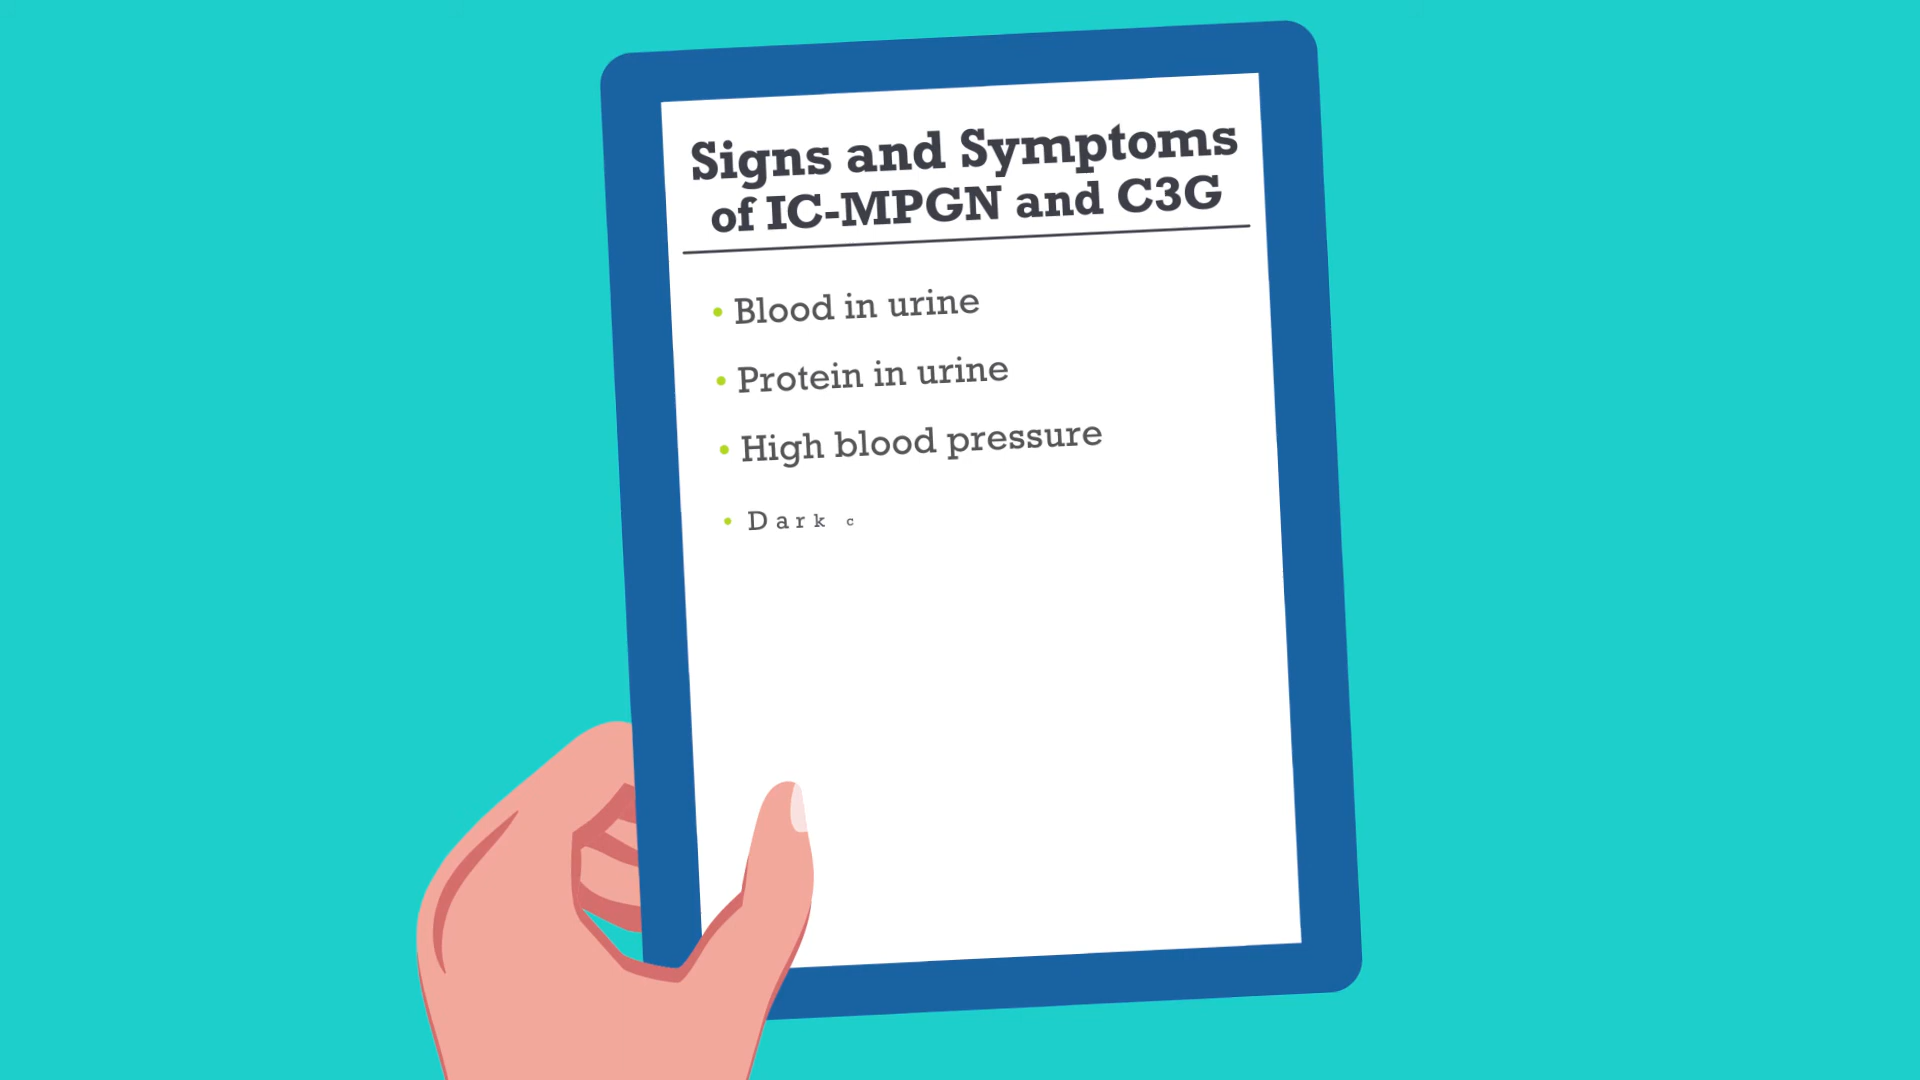 Signs and Symptoms
of IC-MPGN and C3G
• Blood in urine
• Protein in urine
• High blood pressure
• Dark c